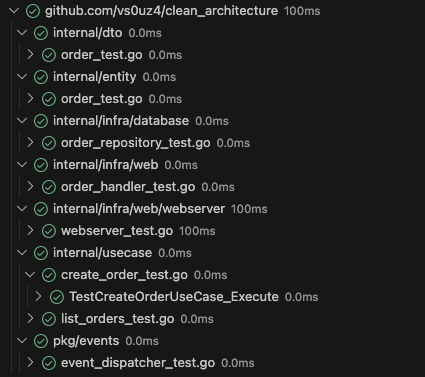 github.com/vs0uz4/clean_architecture 100ms
internal/dto 0.0ms
order_test.go 0.0ms
internal/entity 0.0ms
order_test.go 0.0ms
internal/infra/database 0.0ms
order_repository_test.go 0.0ms
internal/infra/web 0.0ms
order_handler_test.go 0.0ms
internal/infra/web/webserver 100ms
webserver_test.go 100ms
internal/usecase 0.0ms
create_order_test.go 0.0ms
TestCreateOrderUseCase_Execute 0.0ms
list_orders_test.go 0.0ms
pkg/events 0.0ms
event_dispatcher_test.go 0.0ms